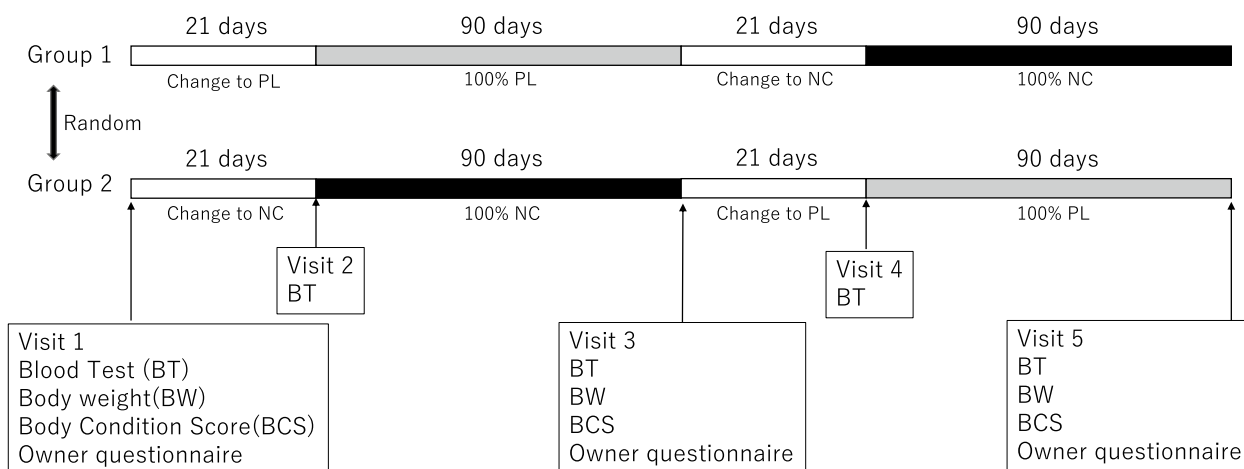 21 days 90 days 21 days 90 days
Group 1
Change to PL 100% PL Change to NC 100% NC
Random
21 days 90 days 21 days 90 days
Group 2
Change to NC 100% NC Change to PL 100% PL
Visit 1
Blood Test (BT)
Body weight(BW)
Body Condition Score(BCS)
Owner questionnaire
Visit 2
BT
Visit 3
BT
BW
BCS
Owner questionnaire
Visit 4
BT
Visit 5
BT
BW
BCS
Owner questionnaire